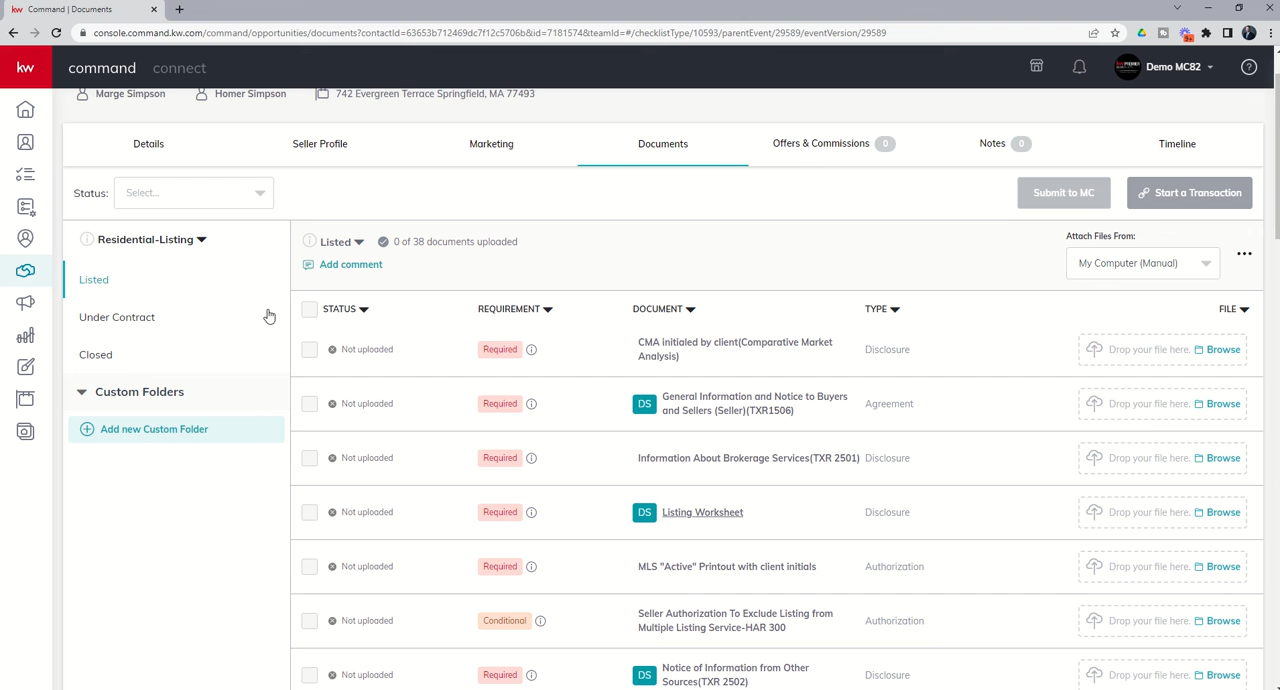 kw Command | Documents
console.command.kw.com/command/opportunities/documents?contactId=63653b712469dc7f12c5706b&id=7181574&teamId=#/checklistType/10593/parentEvent/29589/eventVersion/29589
9+
kw command connect Demo MC82
Marge Simpson Homer Simpson 742 Evergreen Terrace Springfield, MA 77493
Details Seller Profile Marketing Documents Offers & Commissions 0 Notes 0 Timeline
Status: Select... Submit to MC Start a Transaction
Residential-Listing
Listed
Under Contract
Closed
Custom Folders
Add new Custom Folder
Listed 0 of 38 documents uploaded
Add comment
Attach Files From:
My Computer (Manual)
STATUS REQUIREMENT DOCUMENT TYPE FILE
Not uploaded Required CMA initialed by client(Comparative Market
Analysis) Disclosure Drop your file here. Browse
Not uploaded Required DS General Information and Notice to Buyers
and Sellers (Seller)(TXR1506) Agreement Drop your file here. Browse
Not uploaded Required Information About Brokerage Services(TXR 2501) Disclosure Drop your file here. Browse
Not uploaded Required DS Listing Worksheet Disclosure Drop your file here. Browse
Not uploaded Required MLS "Active" Printout with client initials Authorization Drop your file here. Browse
Not uploaded Conditional Seller Authorization To Exclude Listing from
Multiple Listing Service-HAR 300 Authorization Drop your file here. Browse
Not uploaded Required DS Notice of Information from Other
Sources(TXR 2502) Disclosure Drop your file here. Browse